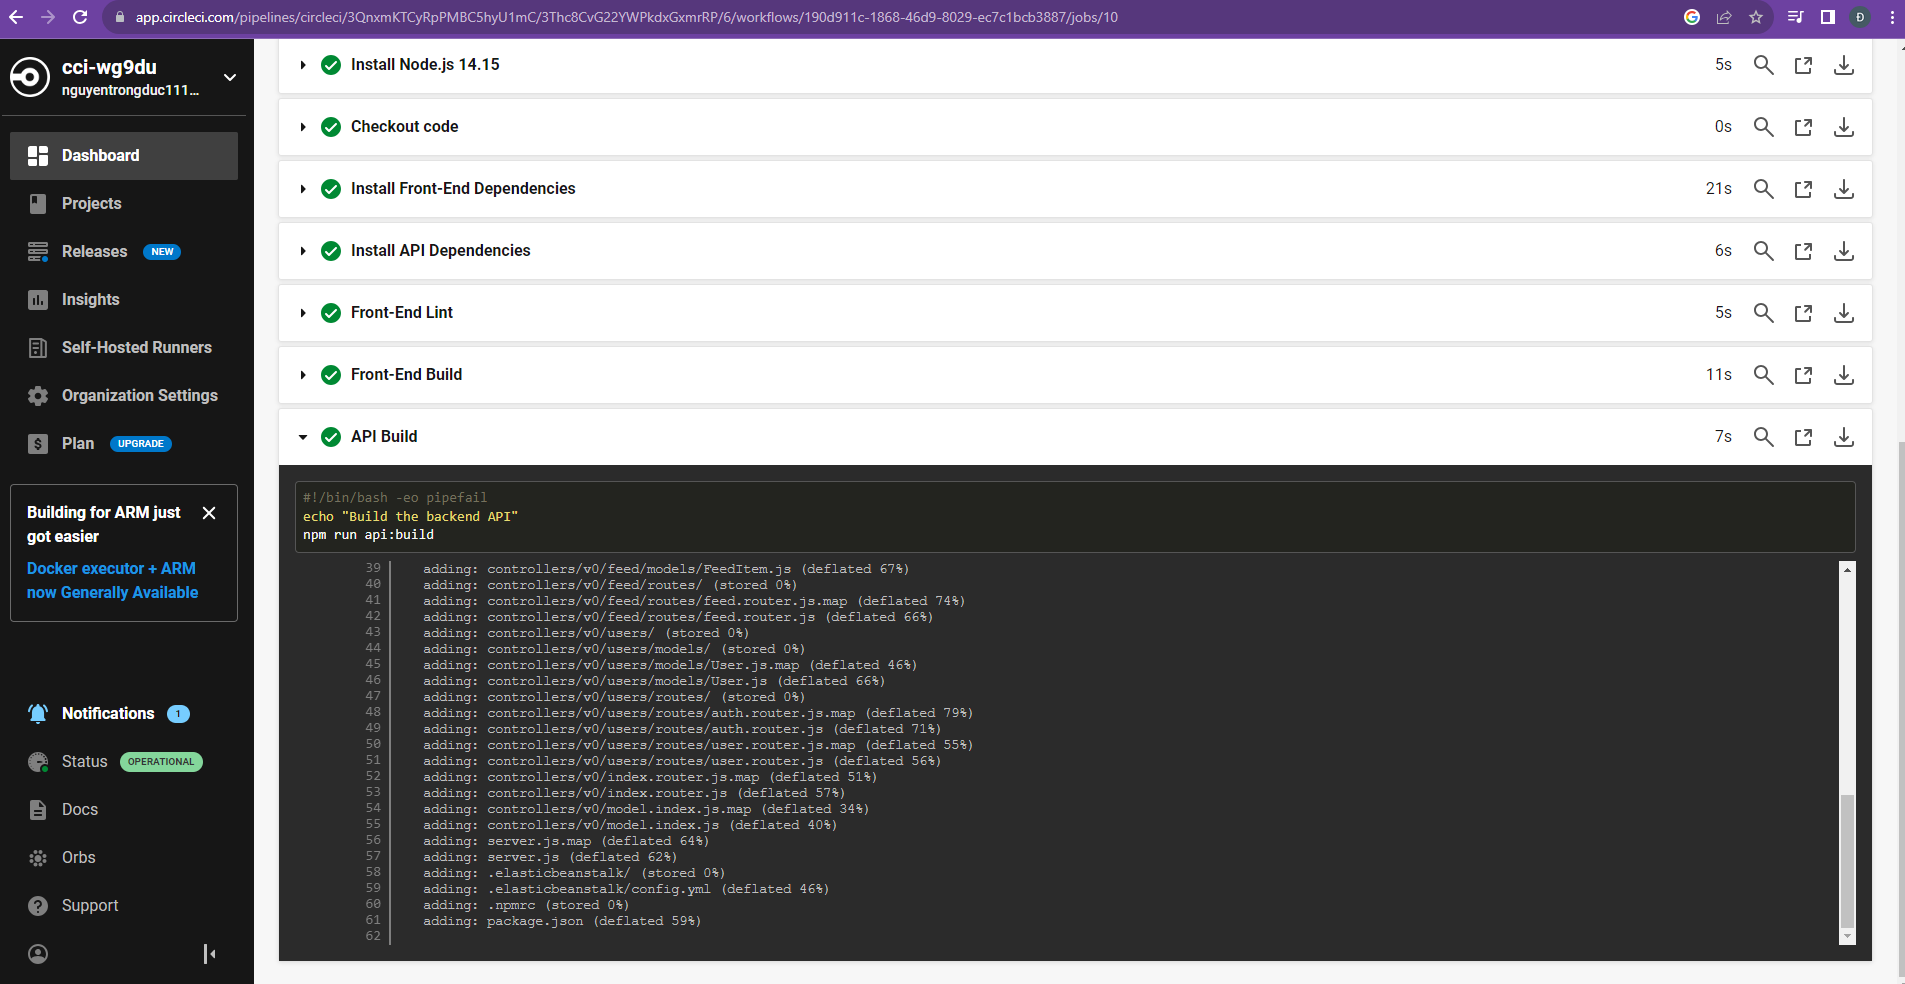 app.circleci.com/pipelines/circleci/3QnxmKTCyRpPMBC5hyU1mC/3Thc8CvG22YWPkdxGxmrRP/6/workflows/190d911c-1868-46d9-8029-ec7c1bcb3887/jobs/10
Đ
cci-wg9du
nguyentrongduc111...
Dashboard
Projects
Releases NEW
Insights
Self-Hosted Runners
Organization Settings
Plan UPGRADE
Building for ARM just
got easier
Docker executor + ARM
now Generally Available
Notifications 1
Status OPERATIONAL
Docs
Orbs
Support
Install Node.js 14.15 5s
Checkout code 0s
Install Front-End Dependencies 21s
Install API Dependencies 6s
Front-End Lint 5s
Front-End Build 11s
API Build 7s
#!/bin/bash -eo pipefail
echo "Build the backend API"
npm run api:build
39 adding: controllers/v0/feed/models/FeedItem.js (deflated 67%)
40 adding: controllers/v0/feed/routes/ (stored 0%)
41 adding: controllers/v0/feed/routes/feed.router.js.map (deflated 74%)
42 adding: controllers/v0/feed/routes/feed.router.js (deflated 66%)
43 adding: controllers/v0/users/ (stored 0%)
44 adding: controllers/v0/users/models/ (stored 0%)
45 adding: controllers/v0/users/models/User.js.map (deflated 46%)
46 adding: controllers/v0/users/models/User.js (deflated 66%)
47 adding: controllers/v0/users/routes/ (stored 0%)
48 adding: controllers/v0/users/routes/auth.router.js.map (deflated 79%)
49 adding: controllers/v0/users/routes/auth.router.js (deflated 71%)
50 adding: controllers/v0/users/routes/user.router.js.map (deflated 55%)
51 adding: controllers/v0/users/routes/user.router.js (deflated 56%)
52 adding: controllers/v0/index.router.js.map (deflated 51%)
53 adding: controllers/v0/index.router.js (deflated 57%)
54 adding: controllers/v0/model.index.js.map (deflated 34%)
55 adding: controllers/v0/model.index.js (deflated 40%)
56 adding: server.js.map (deflated 64%)
57 adding: server.js (deflated 62%)
58 adding: .elasticbeanstalk/ (stored 0%)
59 adding: .elasticbeanstalk/config.yml (deflated 46%)
60 adding: .npmrc (stored 0%)
61 adding: package.json (deflated 59%)
62